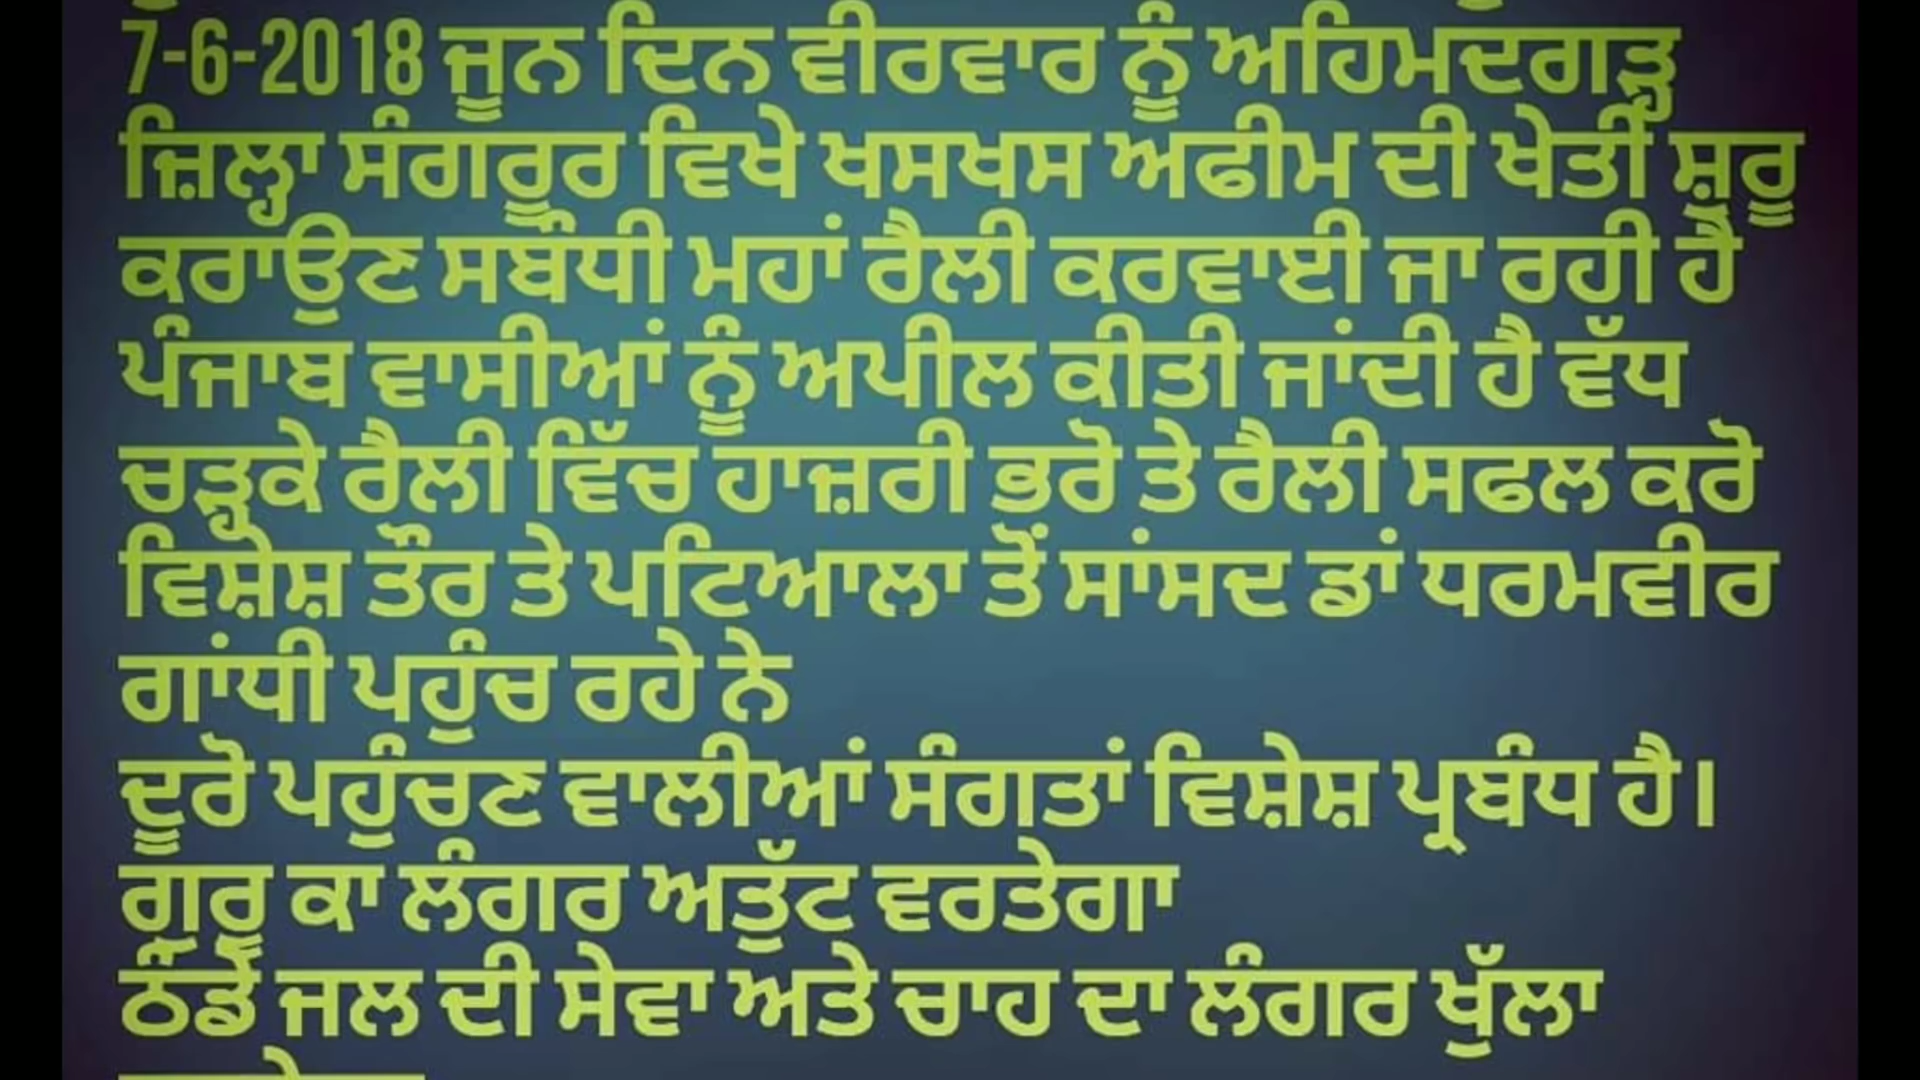 7-6-2018 ਜੂਨ ਦਿਨ ਵੀਰਵਾਰ ਨੂੰ ਅਹਿਮਦਗੜ੍ਹ
ਜ਼ਿਲ੍ਹਾ ਸੰਗਰੂਰ ਵਿਖੇ ਖਸਖਸ ਅਫੀਮ ਦੀ ਖੇਤੀ ਸ਼ੁਰੂ
ਕਰਾਉਣ ਸਬੰਧੀ ਮਹਾਂ ਰੈਲੀ ਕਰਵਾਈ ਜਾ ਰਹੀ ਹੈ
ਪੰਜਾਬ ਵਾਸੀਆਂ ਨੂੰ ਅਪੀਲ ਕੀਤੀ ਜਾਂਦੀ ਹੈ ਵੱਧ
ਚੜ੍ਹਕੇ ਰੈਲੀ ਵਿੱਚ ਹਾਜ਼ਰੀ ਭਰੋ ਤੇ ਰੈਲੀ ਸਫਲ ਕਰੋ
ਵਿਸ਼ੇਸ਼ ਤੌਰ ਤੇ ਪਟਿਆਲਾ ਤੋਂ ਸਾਂਸਦ ਡਾਂ ਧਰਮਵੀਰ
ਗਾਂਧੀ ਪਹੁੰਚ ਰਹੇ ਨੇ
ਦੂਰੋ ਪਹੁੰਚਣ ਵਾਲੀਆਂ ਸੰਗਤਾਂ ਵਿਸ਼ੇਸ਼ ਪ੍ਰਬੰਧ ਹੈ।
ਗੁਰੂ ਕਾ ਲੰਗਰ ਅਤੁੱਟ ਵਰਤੇਗਾ
ਠੰਡੇ ਜਲ ਦੀ ਸੇਵਾ ਅਤੇ ਚਾਹ ਦਾ ਲੰਗਰ ਖੁੱਲਾ